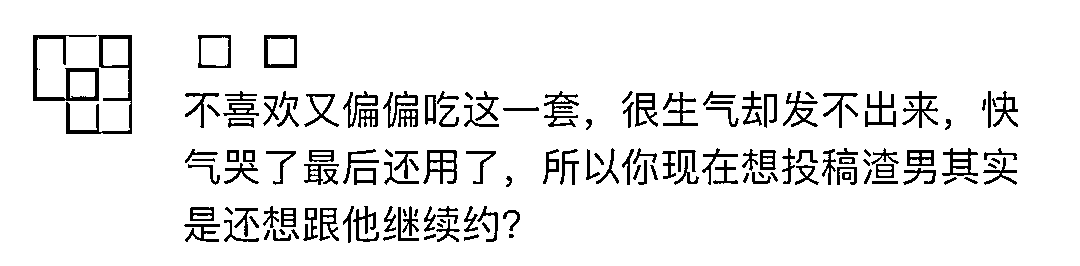 不喜欢又偏偏吃这一套，很生气却发不出来，快
气哭了最后还用了，所以你现在想投稿渣男其实
是还想跟他继续约？